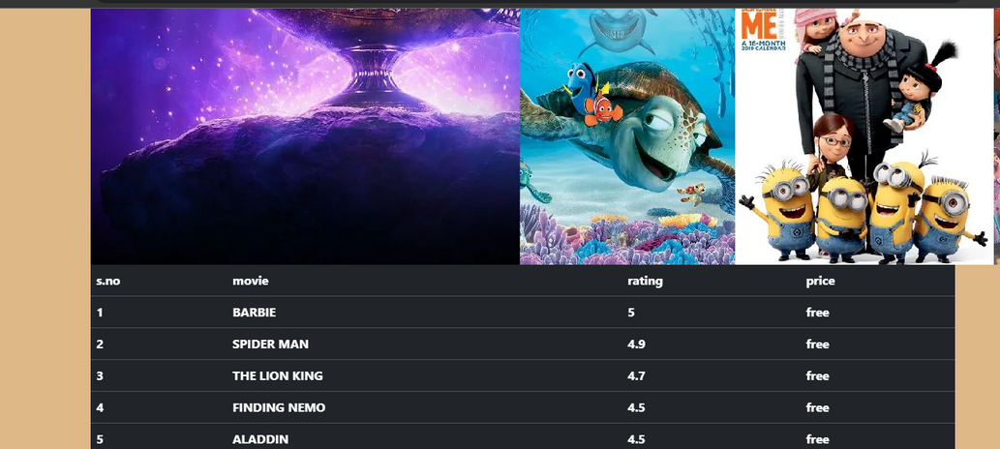 ME
A 16-MONTH
2019 CALENDAR
s.no movie rating price
1 BARBIE 5 free
2 SPIDER MAN 4.9 free
3 THE LION KING 4.7 free
4 FINDING NEMO 4.5 free
5 ALADDIN 4.5 free